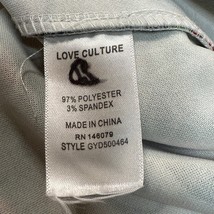 LOVE CULTURE
97% POLYESTER
3% SPANDEX
MADE IN CHINA
RN 146079
STYLE GYD500464